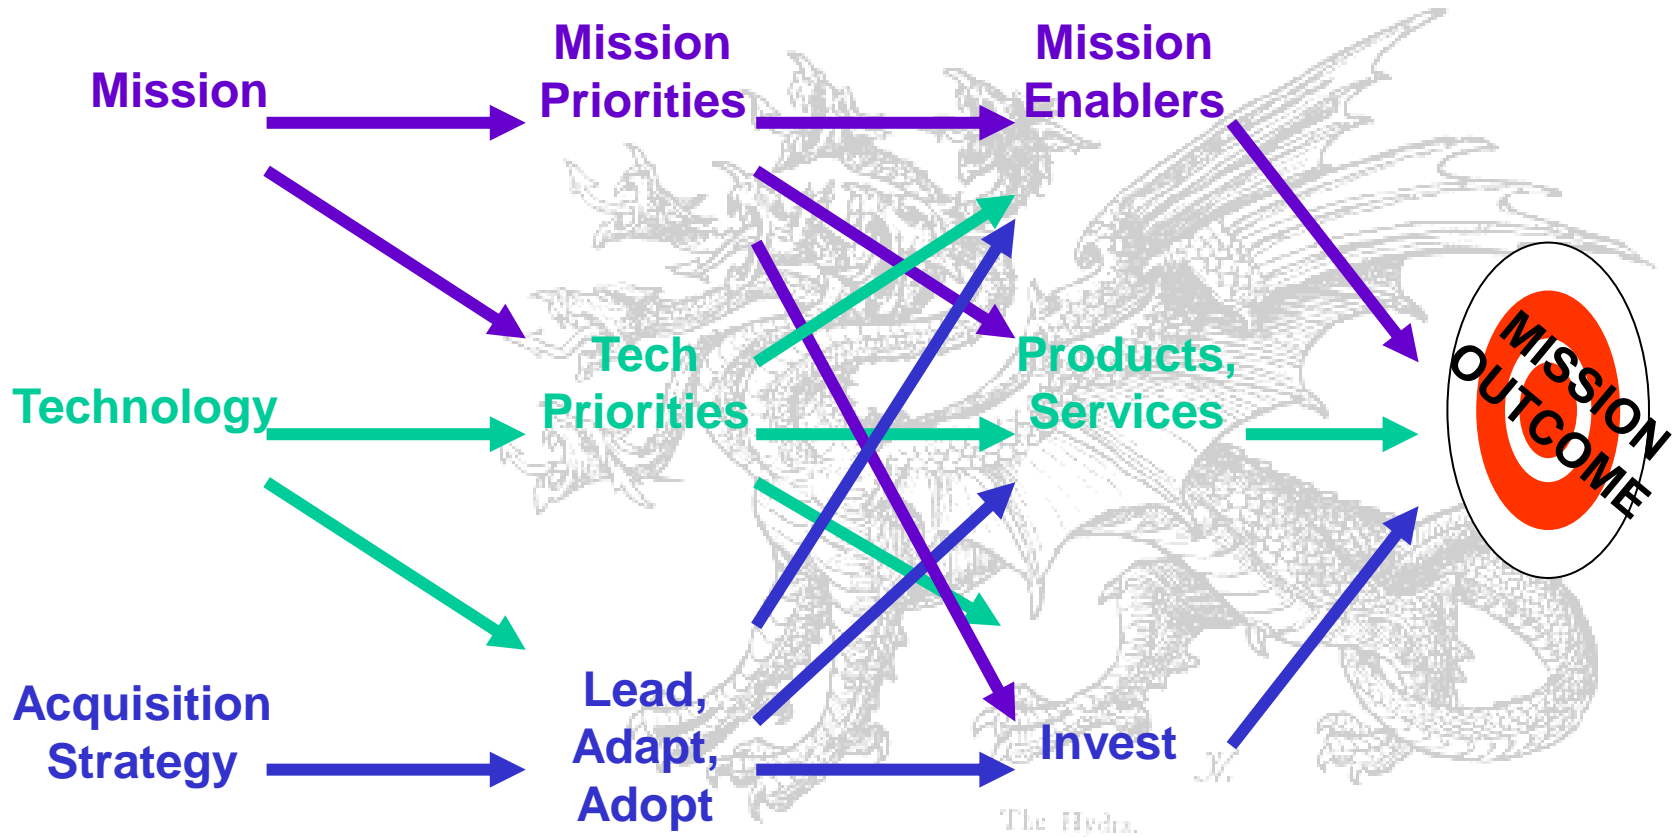 Mission
Mission
Priorities
Mission
Enablers
Technology
Tech
Priorities
Products,
Services
MISSION
OUTCOME
Acquisition
Strategy
Lead,
Adapt,
Adopt
Invest
The Hydra.